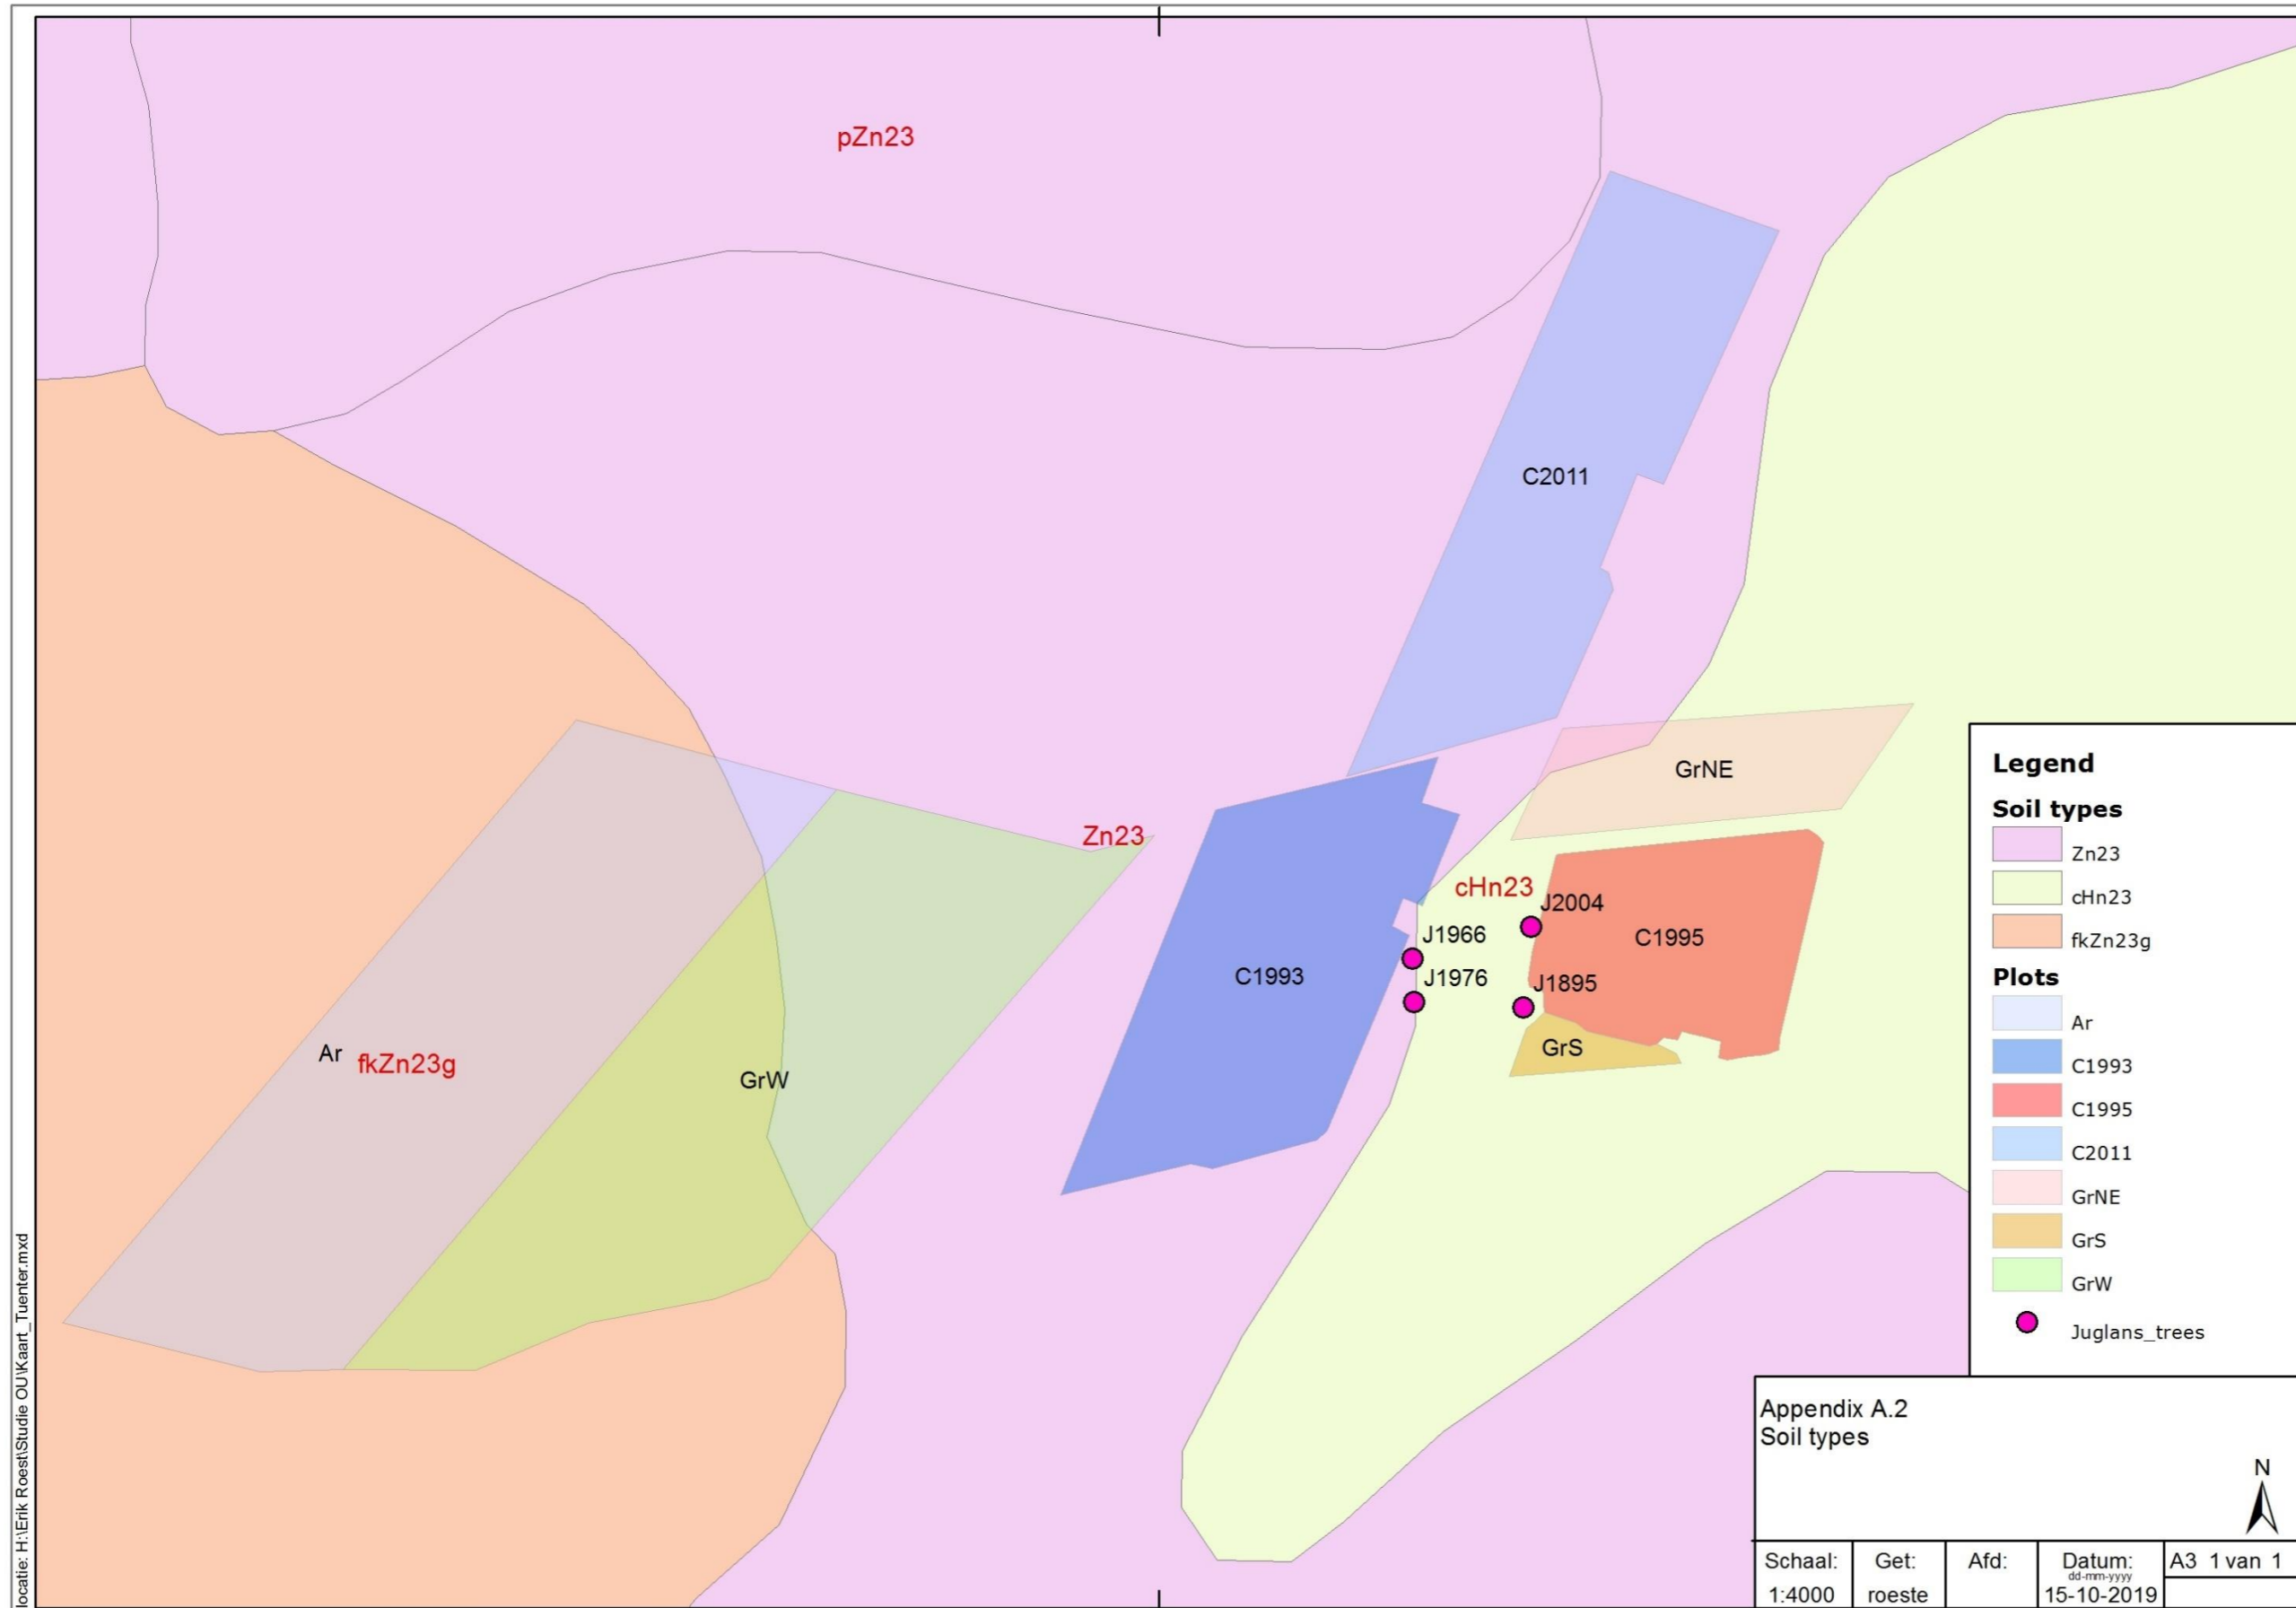 pZn23
C2011
GrNE
Zn23
cHn23
J2004
J1966
C1995
C1993
J1976
J1895
Ar
fkZn23g
GrW
GrS
Legend
Soil types
Zn23
cHn23
fkZn23g
Plots
Ar
C1993
C1995
C2011
GrNE
GrS
GrW
Juglans_trees
Appendix A.2
Soil types
N
Schaal:
1:4000
Get:
roeste
Afd:
Datum:
dd-mm-yyyy
15-10-2019
A3 1 van 1
locatie: H:\Erik Roest\Studie OU\Kaart_Tuenter.mxd